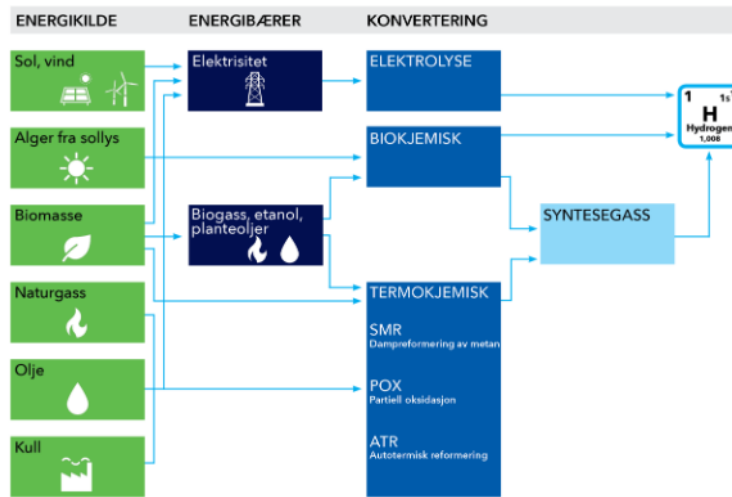 ENERGIKILDE
ENERGIBÆRER
KONVERTERING
Sol, vind
Elektrisitet
ELEKTROLYSE
1 1s¹
H
Hydrogen
1,008
Alger fra sollys
BIOKJEMISK
Biomasse
Biogass, etanol,
planteoljer
SYNTESEGASS
Naturgass
TERMOKJEMISK
SMR
Dampreformering av metan
Olje
POX
Partiell oksidasjon
Kull
ATR
Autotermisk reformering